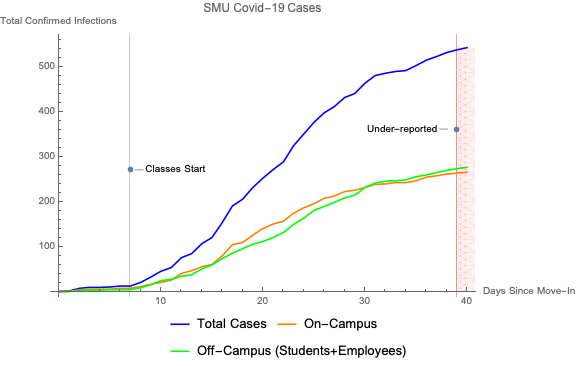 SMU Covid-19 Cases
Total Confirmed Infections
500
400
Under-reported
300
Classes Start
200
100
10
20
30
40
Days Since Move-In
Total Cases
On-Campus
Off-Campus (Students+Employees)